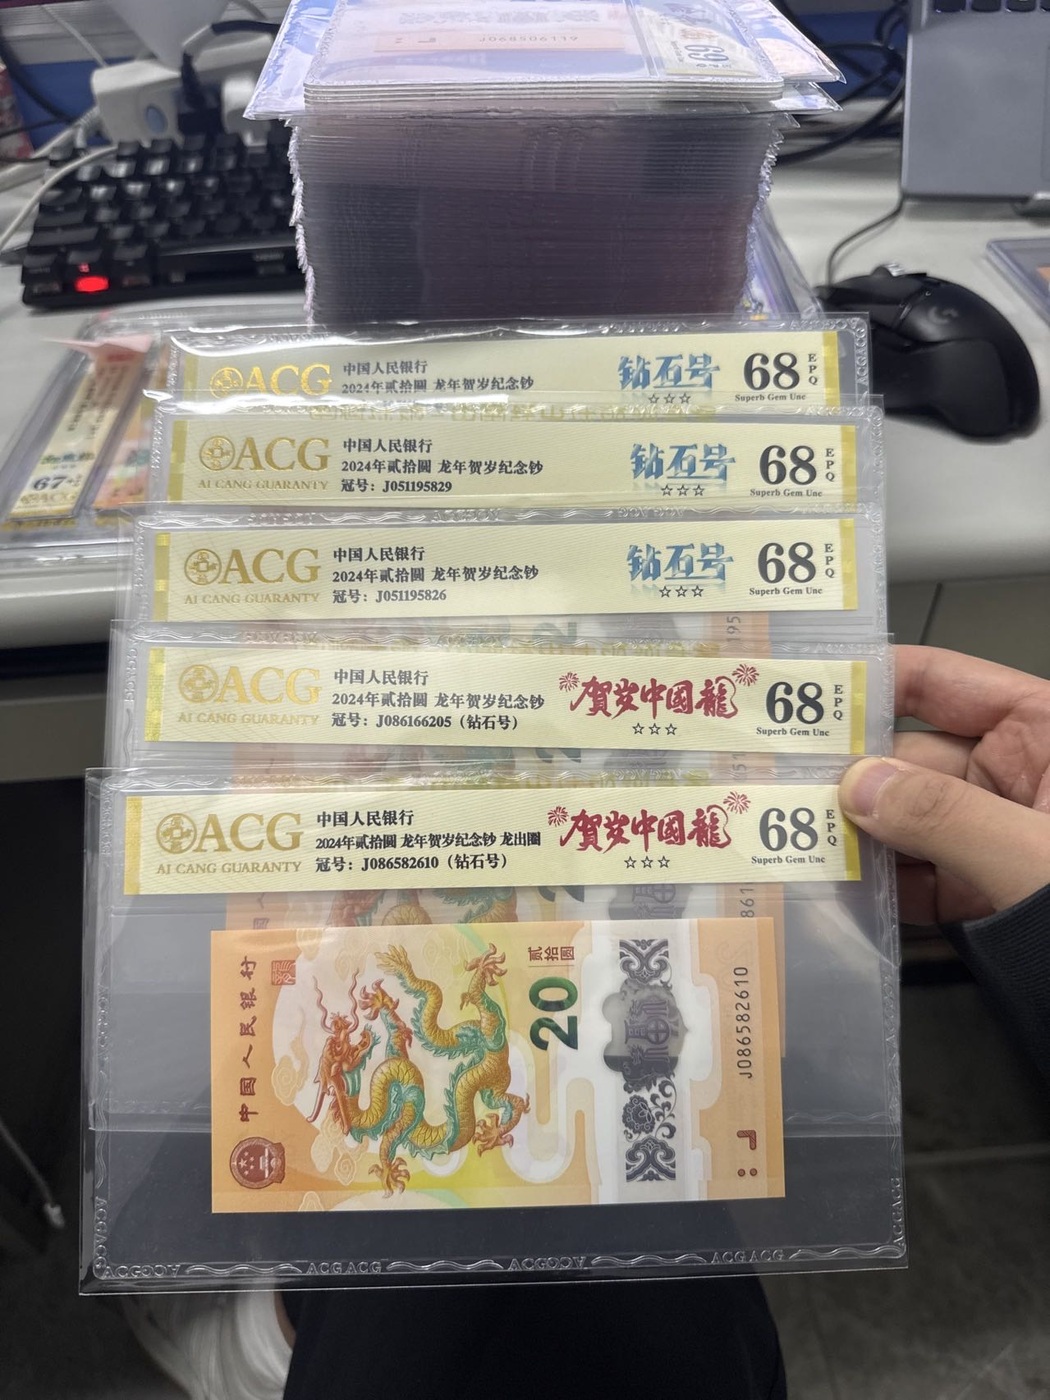 J068506119
69
ACG
中国人民银行
2024年贰拾圆 龙年贺岁纪念钞
钻石号
☆☆☆
68
EPQ
Superb Gem Unc
ACG
AI CANG GUARANTY
中国人民银行
2024年贰拾圆 龙年贺岁纪念钞
冠号：J051195829
钻石号
☆☆☆
68
EPQ
Superb Gem Unc
ACG
AI CANG GUARANTY
中国人民银行
2024年贰拾圆 龙年贺岁纪念钞
冠号：J051195826
钻石号
☆☆☆
68
EPQ
Superb Gem Unc
ACG
AI CANG GUARANTY
中国人民银行
2024年贰拾圆 龙年贺岁纪念钞
冠号：J086166205（钻石号）
賀岁中国龍
☆☆☆
68
EPQ
Superb Gem Unc
ACG
AI CANG GUARANTY
中国人民银行
2024年贰拾圆 龙年贺岁纪念钞 龙出圈
冠号：J086582610（钻石号）
賀岁中国龍
☆☆☆
68
EPQ
Superb Gem Unc
中国人民银行
贰拾圆
20
J086582610
67
ACG
ACGACG
ACGACG